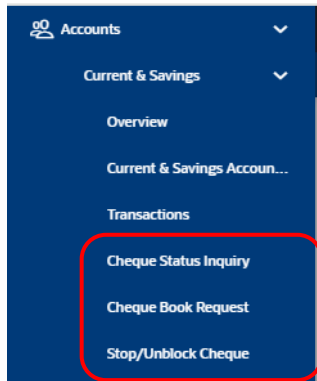 Accounts
Current & Savings
Overview
Current & Savings Accoun...
Transactions
Cheque Status Inquiry
Cheque Book Request
Stop/Unblock Cheque